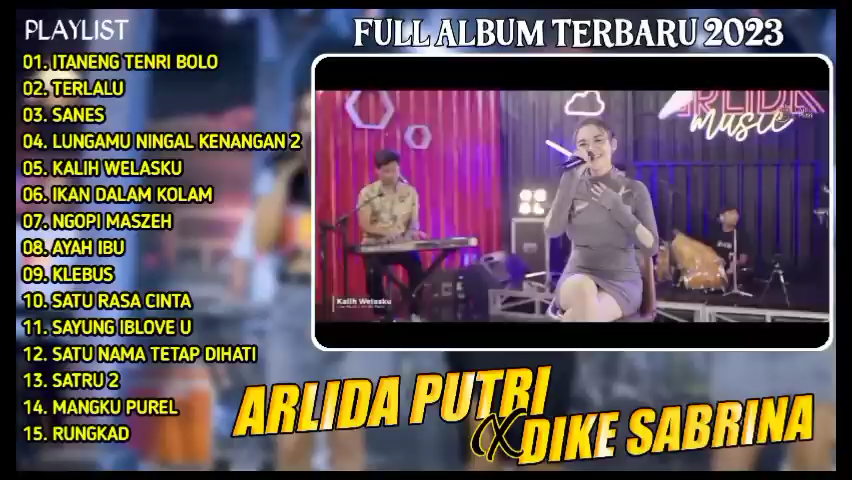 PLAYLIST
01. ITANENG TENRI BOLO
02. TERLALU
03. SANES
04. LUNGAMU NINGAL KENANGAN 2
05. KALIH WELASKU
06. IKAN DALAM KOLAM
07. NGOPI MASZEH
08. AYAH IBU
09. KLEBUS
10. SATU RASA CINTA
11. SAYUNG IBLOVE U
12. SATU NAMA TETAP DIHATI
13. SATRU 2
14. MANGKU PUREL
15. RUNGKAD
FULL ALBUM TERBARU 2023
ARLIDA
music
Kalih Welasku
ARLIDA PUTRI
X DIKE SABRINA